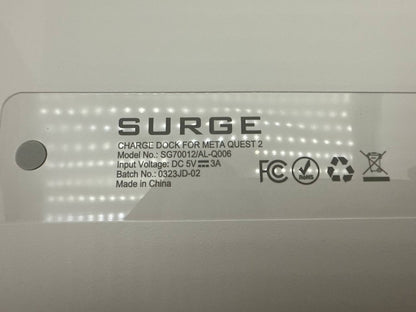 SURGE
CHARGE DOCK FOR META QUEST 2
Model No.: SG70012/AL-Q006
Input Voltage: DC 5V⎓3A
Batch No.: 0323JD-02
Made in China
FC
RoHS